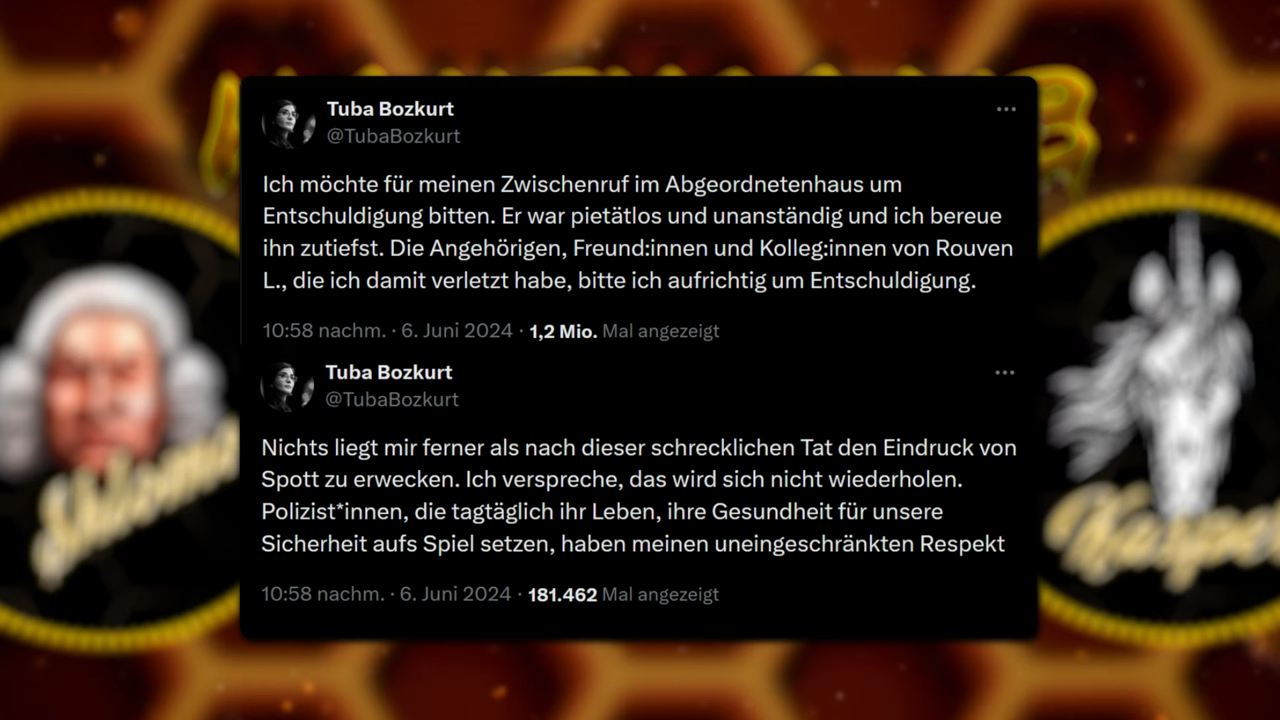 Tuba Bozkurt
@TubaBozkurt
Ich möchte für meinen Zwischenruf im Abgeordnetenhaus um
Entschuldigung bitten. Er war pietätlos und unanständig und ich bereue
ihn zutiefst. Die Angehörigen, Freund:innen und Kolleg:innen von Rouven
L., die ich damit verletzt habe, bitte ich aufrichtig um Entschuldigung.
10:58 nachm. · 6. Juni 2024 · 1,2 Mio. Mal angezeigt
Tuba Bozkurt
@TubaBozkurt
Nichts liegt mir ferner als nach dieser schrecklichen Tat den Eindruck von
Spott zu erwecken. Ich verspreche, das wird sich nicht wiederholen.
Polizist*innen, die tagtäglich ihr Leben, ihre Gesundheit für unsere
Sicherheit aufs Spiel setzen, haben meinen uneingeschränkten Respekt
10:58 nachm. · 6. Juni 2024 · 181.462 Mal angezeigt